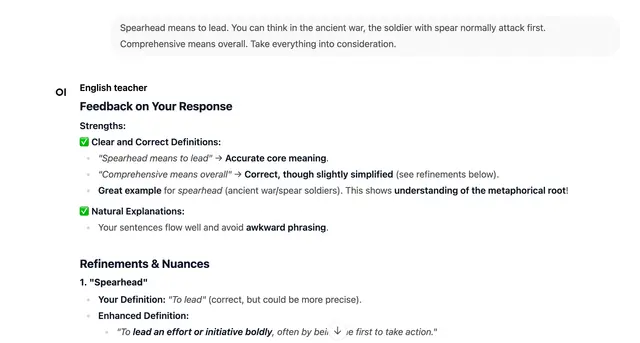 Spearhead means to lead. You can think in the ancient war, the soldier with spear normally attack first.
Comprehensive means overall. Take everything into consideration.
OI English teacher
Feedback on Your Response
Strengths:
✅ Clear and Correct Definitions:
"Spearhead means to lead" → Accurate core meaning.
"Comprehensive means overall" → Correct, though slightly simplified (see refinements below).
Great example for spearhead (ancient war/spear soldiers). This shows understanding of the metaphorical root!
✅ Natural Explanations:
Your sentences flow well and avoid awkward phrasing.
Refinements & Nuances
1. "Spearhead"
Your Definition: "To lead" (correct, but could be more precise).
Enhanced Definition:
"To lead an effort or initiative boldly, often by first to take action."